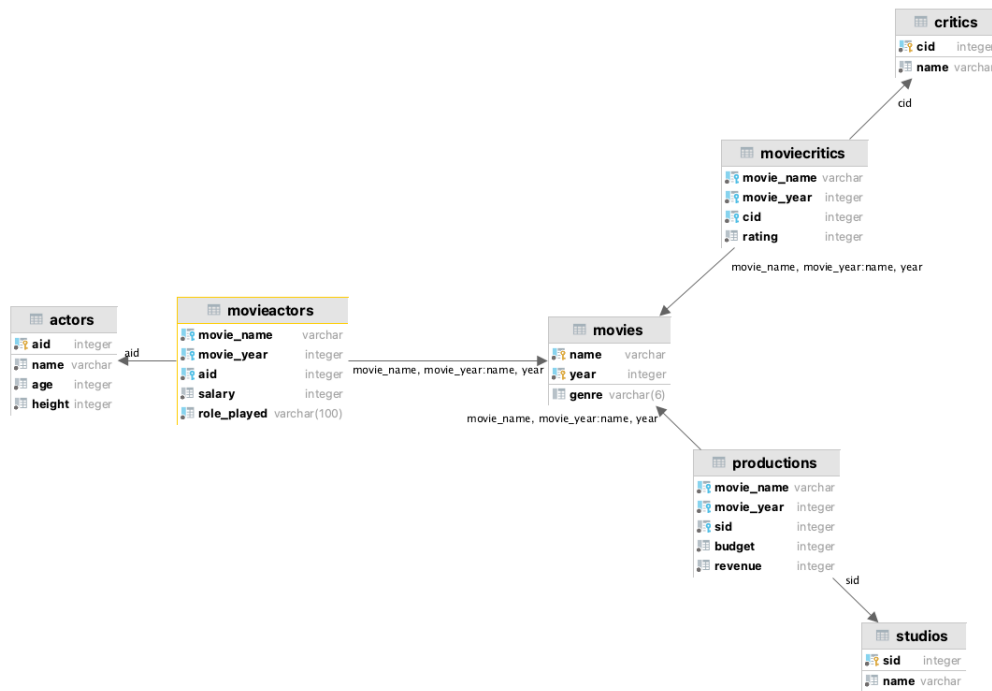 critics
cid integer
name varchar
cid
moviecritics
movie_name varchar
movie_year integer
cid integer
rating integer
movie_name, movie_year:name, year
actors
aid integer
name varchar
age integer
height integer
aid
movieactors
movie_name varchar
movie_year integer
aid integer
salary integer
role_played varchar(100)
movie_name, movie_year:name, year
movies
name varchar
year integer
genre varchar(6)
movie_name, movie_year:name, year
productions
movie_name varchar
movie_year integer
sid integer
budget integer
revenue integer
sid
studios
sid integer
name varchar